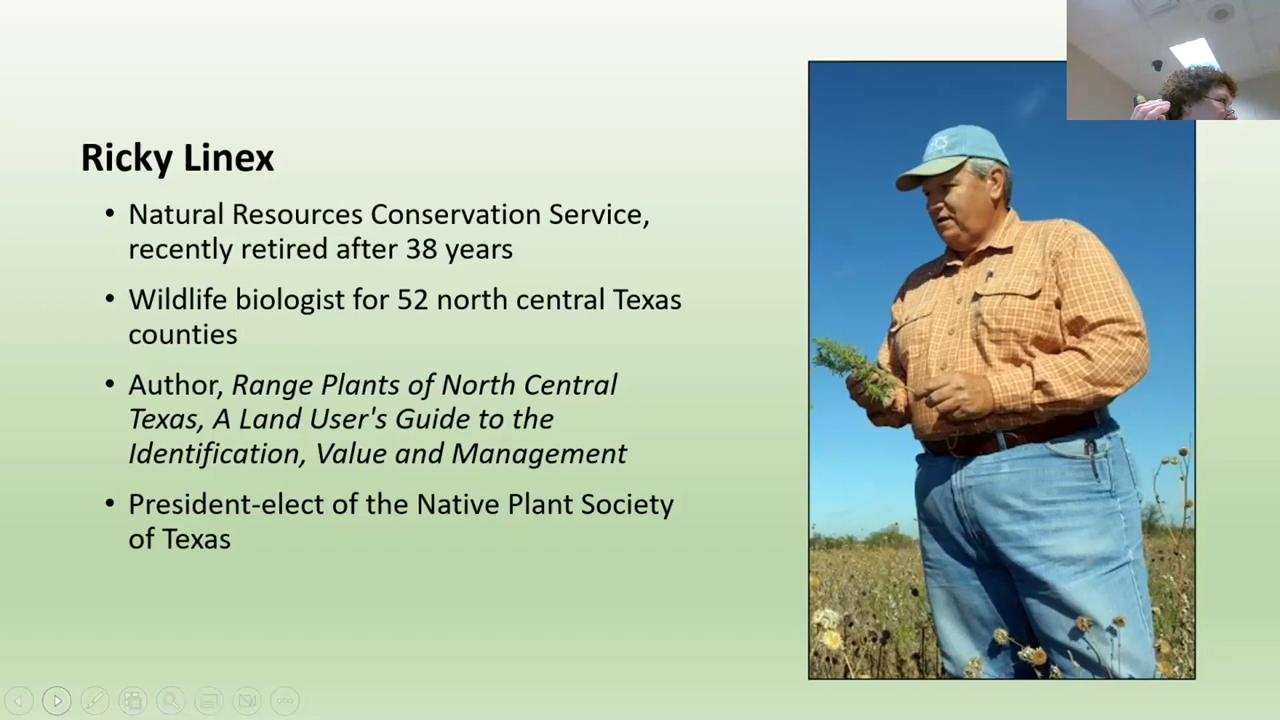 Ricky Linex
• Natural Resources Conservation Service,
recently retired after 38 years
• Wildlife biologist for 52 north central Texas
counties
• Author, Range Plants of North Central
Texas, A Land User's Guide to the
Identification, Value and Management
• President-elect of the Native Plant Society
of Texas